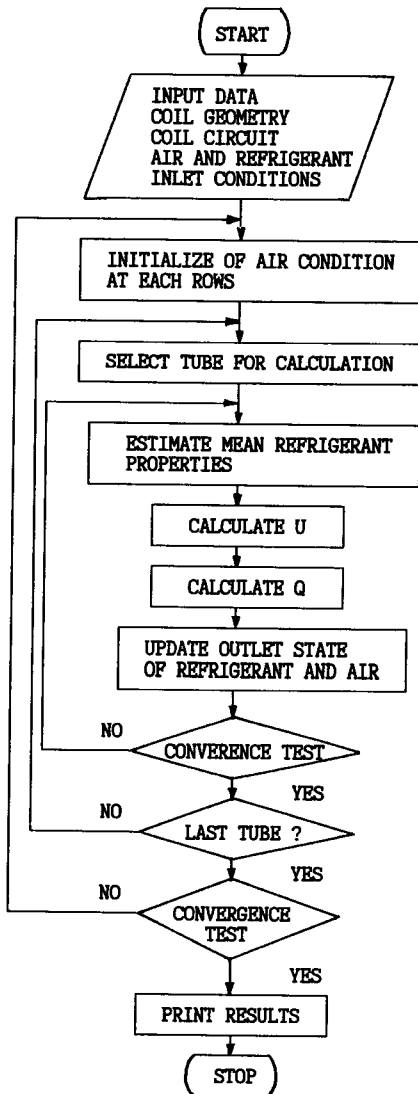 START
INPUT DATA
COIL GEOMETRY
COIL CIRCUIT
AIR AND REFRIGERANT
INLET CONDITIONS
INITIALIZE OF AIR CONDITION
AT EACH ROWS
SELECT TUBE FOR CALCULATION
ESTIMATE MEAN REFRIGERANT
PROPERTIES
CALCULATE U
CALCULATE Q
UPDATE OUTLET STATE
OF REFRIGERANT AND AIR
NO
CONVERENCE TEST
YES
NO
LAST TUBE ?
YES
NO
CONVERGENCE
TEST
YES
PRINT RESULTS
STOP